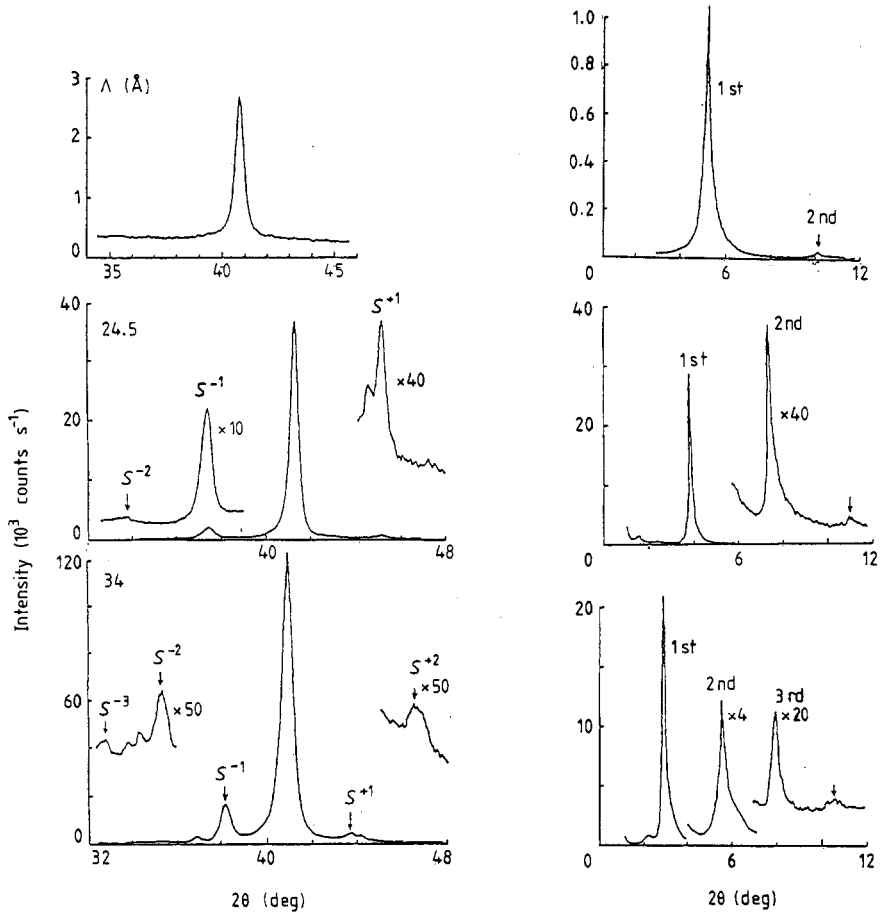 Λ (Å)
3
2
1
0
35
40
45
1.0
0.8
0.6
0.4
0.2
0
1st
2nd
6
12
40
20
0
24.5
S⁻²
S⁻¹
×10
S⁺¹
×40
40
48
40
20
0
1st
2nd
×40
6
12
Intensity (10³ counts s⁻¹)
120
60
0
34
S⁻³
S⁻²
×50
S⁻¹
S⁺¹
S⁺²
×50
32
40
48
2θ (deg)
20
10
0
1st
2nd
×4
3rd
×20
6
12
2θ (deg)